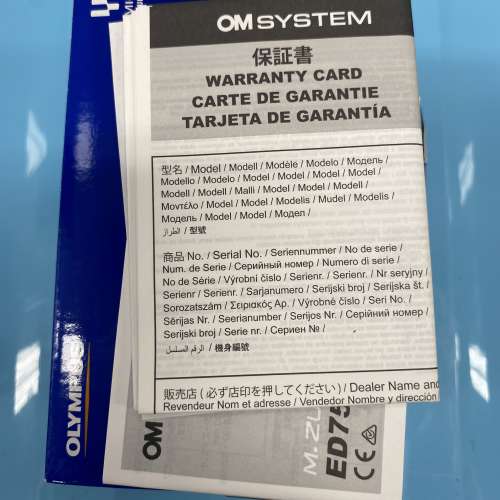 OM SYSTEM
保証書
WARRANTY CARD
CARTE DE GARANTIE
TARJETA DE GARANTÍA
型名 / Model / Modell / Modèle / Modelo / Модель /
Modello / Modelo / Model / Model / Model / Model /
Modell / Modell / Malli / Model / Model / Modell /
Μοντέλο / Model / Model / Modelis / Mudel / Modelis /
Модель / Model / Model / Модел /
الطراز / 型號
商品 No. / Serial No. / Seriennummer / No de serie /
Num. de Serie / Серийный номер / Numero di serie /
No de Série / Výrobní číslo / Serienr. / Serienr. / Nr seryjny /
Serienr / Serienr. / Sarjanumero / Serijski broj / Serijska št. /
Sorozatszám / Σειριακός Αρ. / Výrobné číslo / Seri No. /
Sērijas Nr. / Seerianumber / Serijos Nr. / Серійний номер /
Serijski broj / Serie nr. / Сериен № /
الرقم المسلسل / 機身編號
販売店 ( 必ず店印を押してください ) / Dealer Name and
Revendeur Nom et adresse / Vendedor Nombre y dirección
OLYMPUS
OM
M.ZU
ED75
CE